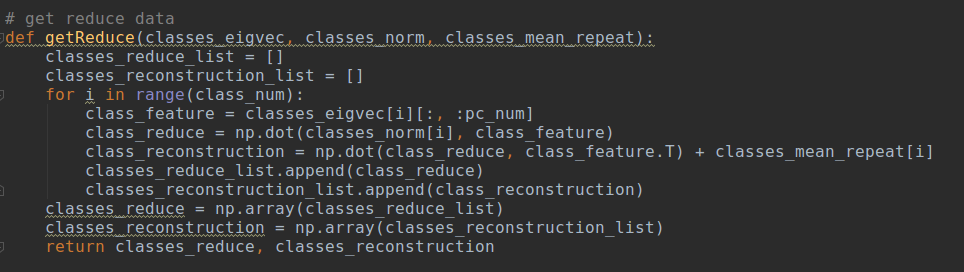 # get reduce data
def getReduce(classes_eigvec, classes_norm, classes_mean_repeat):
    classes_reduce_list = []
    classes_reconstruction_list = []
    for i in range(class_num):
        class_feature = classes_eigvec[i][:, :pc_num]
        class_reduce = np.dot(classes_norm[i], class_feature)
        class_reconstruction = np.dot(class_reduce, class_feature.T) + classes_mean_repeat[i]
        classes_reduce_list.append(class_reduce)
        classes_reconstruction_list.append(class_reconstruction)
    classes_reduce = np.array(classes_reduce_list)
    classes_reconstruction = np.array(classes_reconstruction_list)
    return classes_reduce, classes_reconstruction